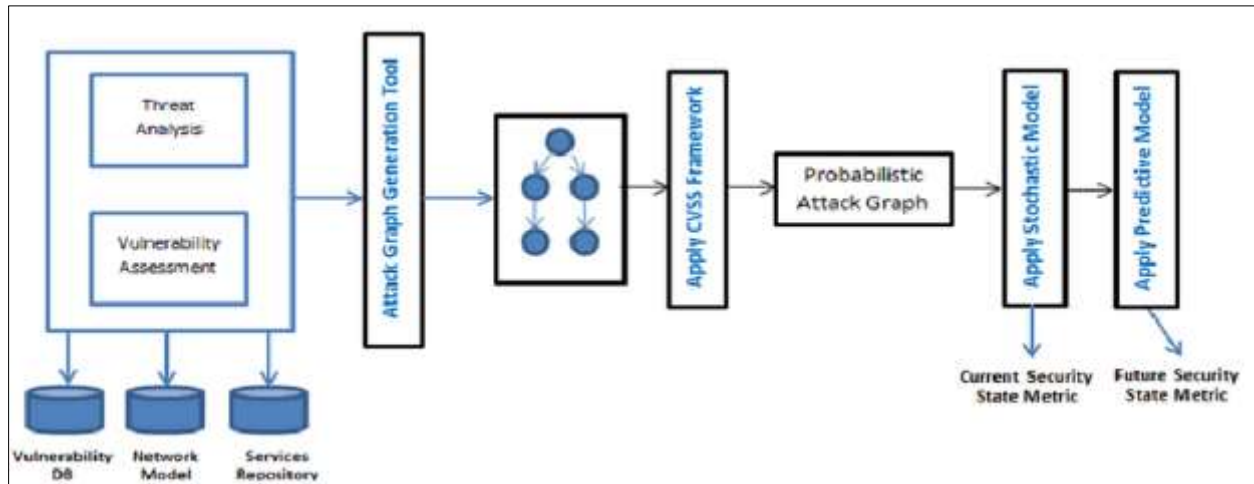 Threat
Analysis
Vulnerability
Assessment
Vulnerability
DB
Network
Model
Services
Repository
Attack Graph Generation Tool
Apply CVSS Framework
Probabilistic
Attack Graph
Apply Stochastic Model
Apply Predictive Model
Current Security
State Metric
Future Security
State Metric